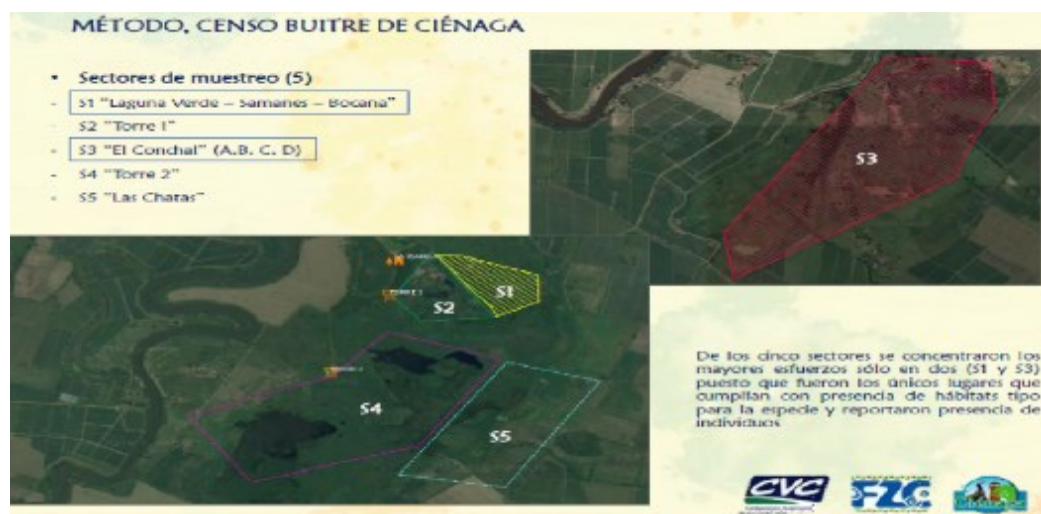 MÉTODO, CENSO BUITRE DE CIÉNAGA
• Sectores de muestreo (5)
- S1 "Laguna Verde – Samanes – Bocana"
- S2 "Torre 1"
- S3 "El Conchal" (A.B. C. D)
- S4 "Torre 2"
- S5 "Las Chatas"
S3
S1
S2
S4
S5
De los cinco sectores se concentraron los
mayores esfuerzos sólo en dos (S1 y S3)
puesto que fueron los únicos lugares que
cumplían con presencia de hábitats tipo
para la especie y reportaron presencia de
individuos
CVC
FZC